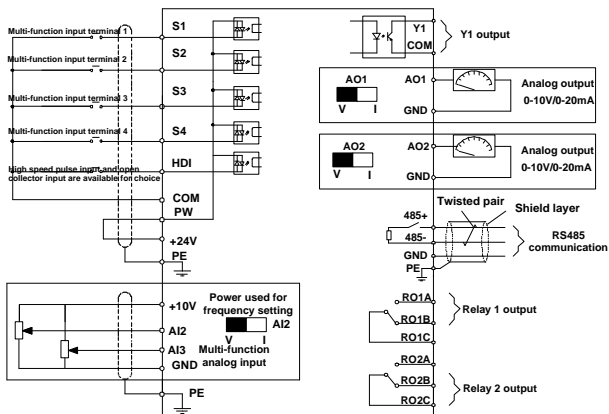 Multi-function input terminal 1
S1
Multi-function input terminal 2
S2
Multi-function input terminal 3
S3
Multi-function input terminal 4
S4
HDI
High speed pulse input and open
collector input are available for choice
COM
PW
+24V
PE
+10V
Power used for
frequency setting
AI2
V I
AI2
AI3
Multi-function
analog input
GND
PE
Y1
COM
Y1 output
AO1
V I
AO1
GND
Analog output
0-10V/0-20mA
AO2
V I
AO2
GND
Analog output
0-10V/0-20mA
Twisted pair
Shield layer
485+
485-
GND
PE
RS485
communication
RO1A
RO1B
RO1C
Relay 1 output
RO2A
RO2B
RO2C
Relay 2 output